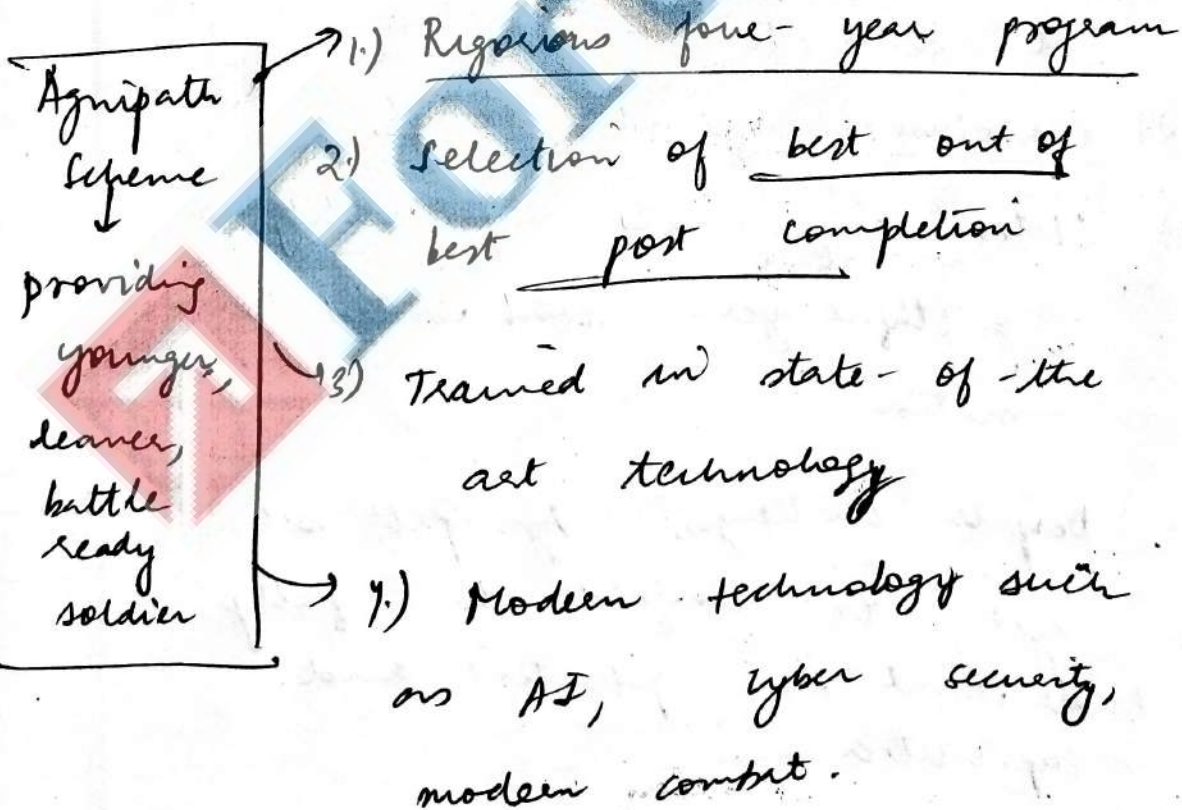 Agnipath
Scheme
providing
younger,
leaner,
battle
ready
soldier
1.) Rigorious four-year program
2.) Selection of best out of
best post completion
3) Trained in state-of-the
art technology
4.) Modern technology such
as AI, cyber security,
modern combat.
For